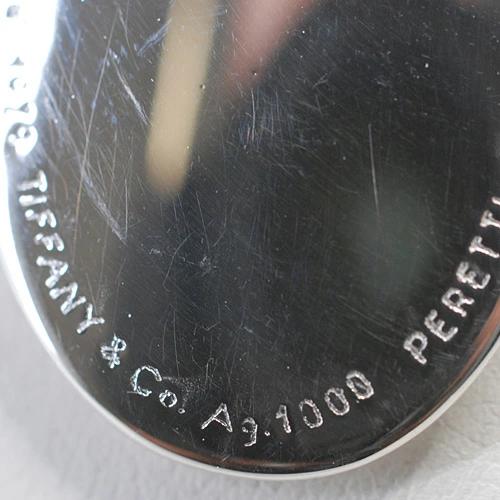 TIFFANY & Co. Ag.1000 PERETTI